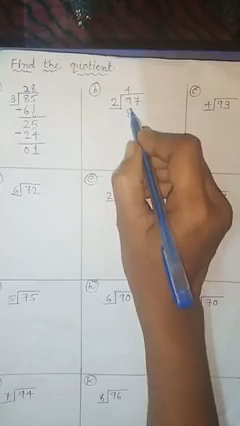 Find the quotient.
28
3√85
-6↓
25
-24
01
(b) 4
2√97
8
(c)
4√93
6√72
(e)
2
5√75
(h)
6√90
70
7√94
(k)
8√96